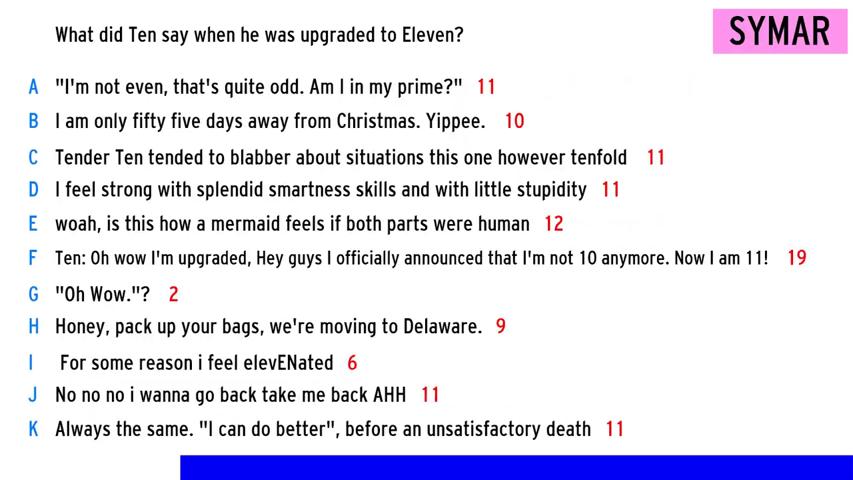 What did Ten say when he was upgraded to Eleven?
SYMAR
A "I'm not even, that's quite odd. Am I in my prime?" 11
B I am only fifty five days away from Christmas. Yippee. 10
C Tender Ten tended to blabber about situations this one however tenfold 11
D I feel strong with splendid smartness skills and with little stupidity 11
E woah, is this how a mermaid feels if both parts were human 12
F Ten: Oh wow I'm upgraded, Hey guys I officially announced that I'm not 10 anymore. Now I am 11! 19
G "Oh Wow."? 2
H Honey, pack up your bags, we're moving to Delaware. 9
I For some reason i feel elevENated 6
J No no no i wanna go back take me back AHH 11
K Always the same. "I can do better", before an unsatisfactory death 11